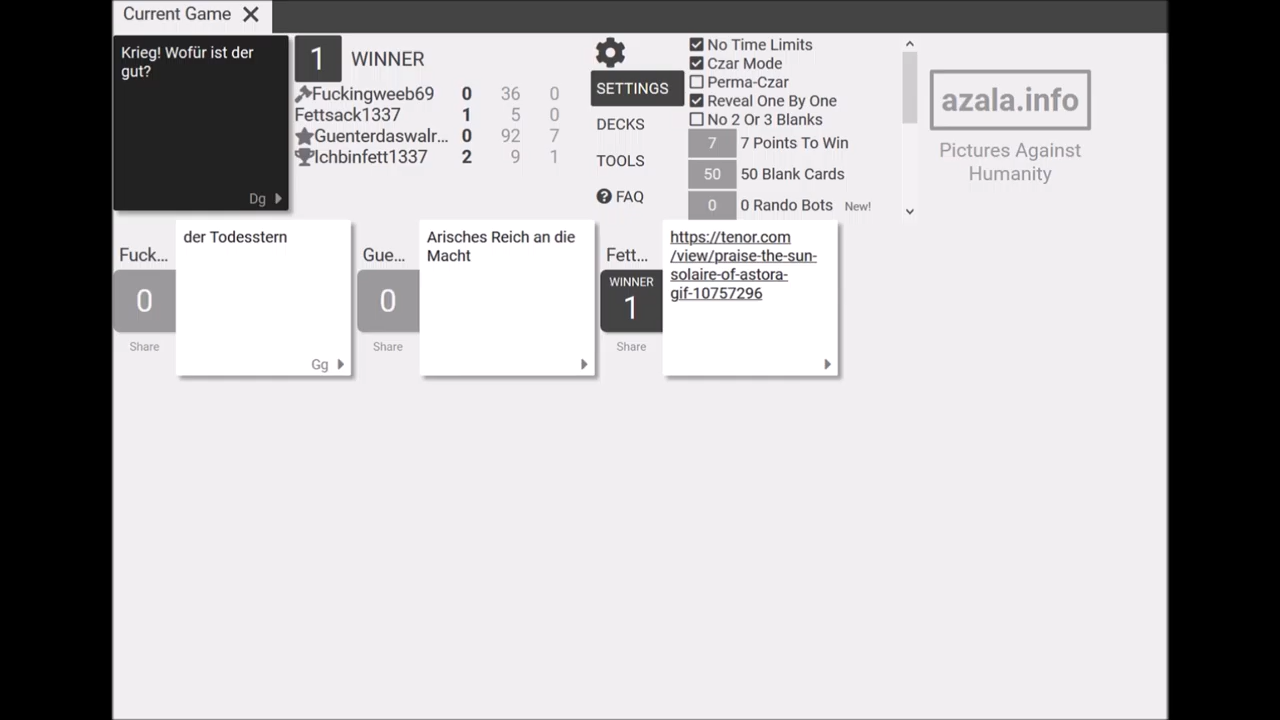 Current Game
Krieg! Wofür ist der
gut?
Dg
1 WINNER
Fuckingweeb69 0 36 0
Fettsack1337 1 5 0
Guenterdaswalr... 0 92 7
Ichbinfett1337 2 9 1
SETTINGS
DECKS
TOOLS
FAQ
No Time Limits
Czar Mode
Perma-Czar
Reveal One By One
No 2 Or 3 Blanks
7 7 Points To Win
50 50 Blank Cards
0 0 Rando Bots New!
azala.info
Pictures Against
Humanity
Fuck...
0
Share
der Todesstern
Gg
Gue...
0
Share
Arisches Reich an die
Macht
Fett...
WINNER
1
Share
https://tenor.com
/view/praise-the-sun-
solaire-of-astora-
gif-10757296